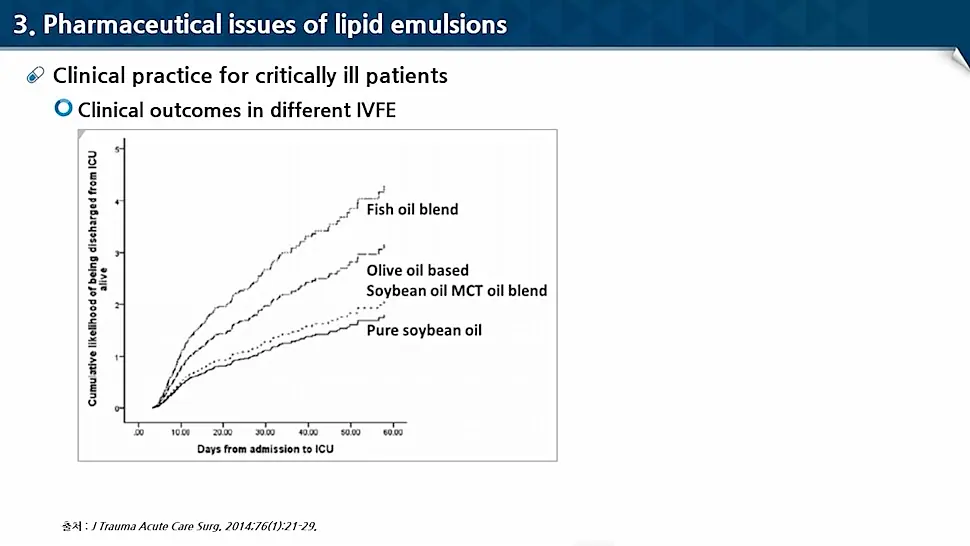 3. Pharmaceutical issues of lipid emulsions
Clinical practice for critically ill patients
Clinical outcomes in different IVFE
Cumulative likelihood of being discharged from ICU
alive
5
4
3
2
1
0
Fish oil blend
Olive oil based
Soybean oil MCT oil blend
Pure soybean oil
.00 10.00 20.00 30.00 40.00 50.00 60.00
Days from admission to ICU
출처 : J Trauma Acute Care Surg. 2014;76(1):21-29.